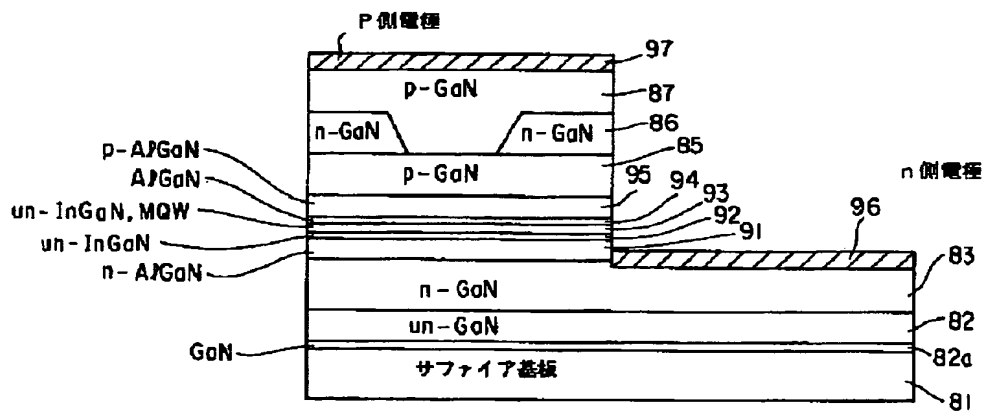 P側電極
97
p-GaN
87
n-GaN
n-GaN
86
85
p-AlGaN
p-GaN
AlGaN
95
94
n側電極
un-InGaN, MQW
93
92
96
un-InGaN
91
n-AlGaN
83
n-GaN
un-GaN
82
GaN
82a
サファイア基板
81